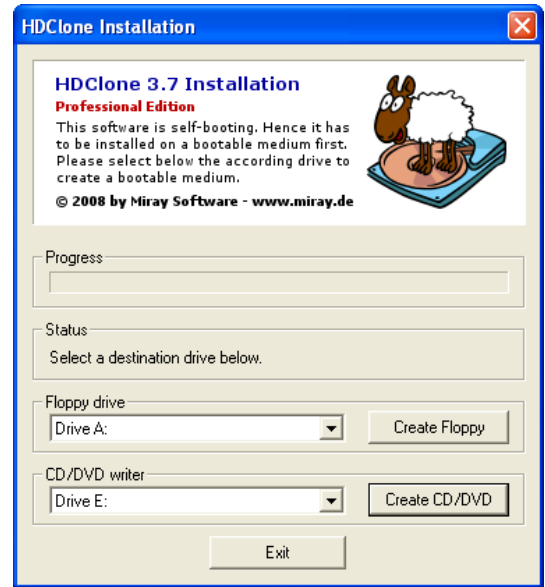 HDClone Installation
HDClone 3.7 Installation
Professional Edition
This software is self-booting. Hence it has
to be installed on a bootable medium first.
Please select below the according drive to
create a bootable medium.
© 2008 by Miray Software - www.miray.de
Progress
Status
Select a destination drive below.
Floppy drive
Drive A:
Create Floppy
CD/DVD writer
Drive E:
Create CD/DVD
Exit